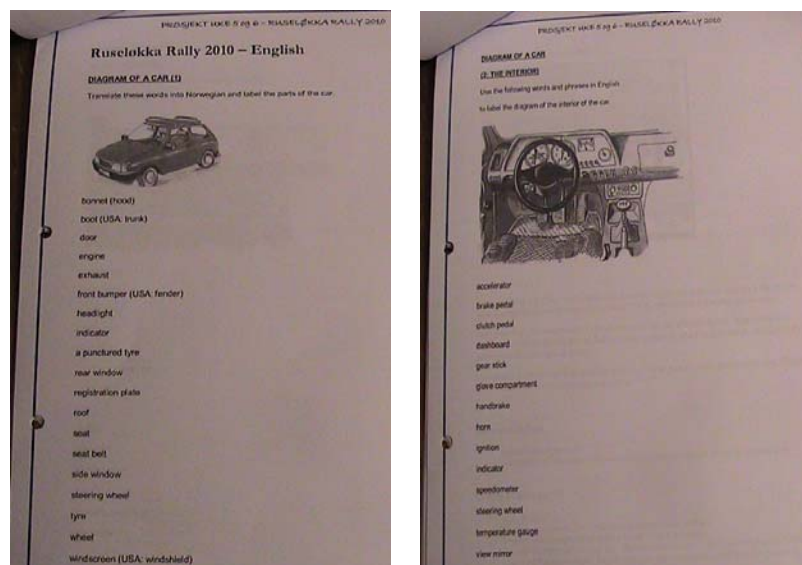 PROSJEKT UKE 5 og 6 – RUSELØKKA RALLY 2010
Ruseløkka Rally 2010 – English
DIAGRAM OF A CAR (1)
Translate these words into Norwegian and label the parts of the car.
bonnet (hood)
boot (USA: trunk)
door
engine
exhaust
front bumper (USA: fender)
headlight
indicator
a punctured tyre
rear window
registration plate
roof
seat
seat belt
side window
steering wheel
tyre
wheel
windscreen (USA: windshield)
PROSJEKT UKE 5 og 6 – RUSELØKKA RALLY 2010
DIAGRAM OF A CAR
(2: THE INTERIOR)
Use the following words and phrases in English
to label the diagram of the interior of the car.
accelerator
brake pedal
clutch pedal
dashboard
gear stick
glove compartment
handbrake
horn
ignition
indicator
speedometer
steering wheel
temperature gauge
view mirror